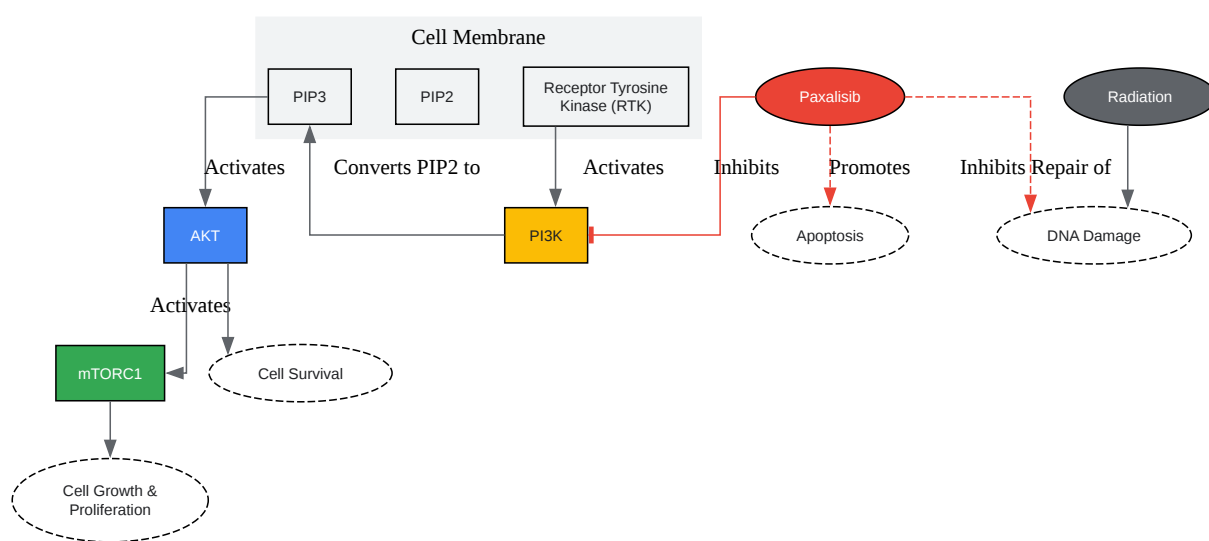 Cell Membrane
PIP3
PIP2
Receptor Tyrosine
Kinase (RTK)
Paxalisib
Radiation
Activates
Converts PIP2 to
Activates
Inhibits
Promotes
Inhibits Repair of
AKT
PI3K
Apoptosis
DNA Damage
Activates
mTORC1
Cell Survival
Cell Growth &
Proliferation